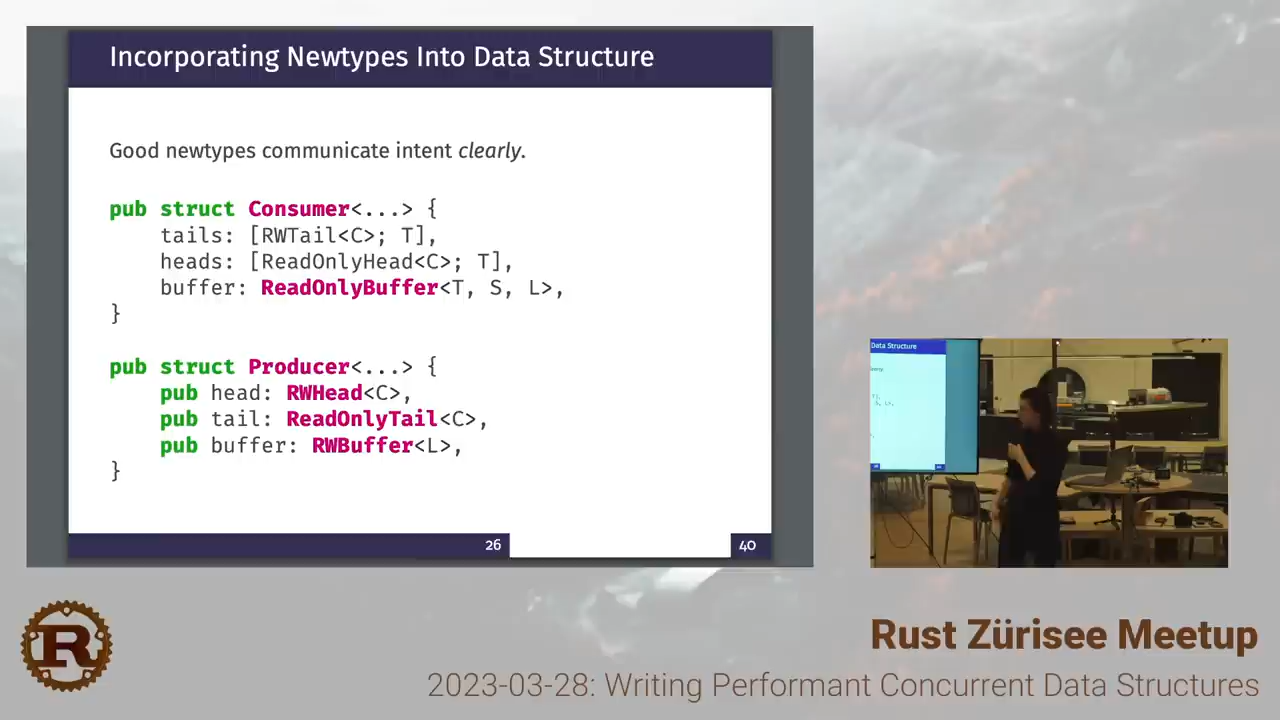 Incorporating Newtypes Into Data Structure
Good newtypes communicate intent clearly.
pub struct Consumer<...> {
    tails: [RWTail<C>; T],
    heads: [ReadOnlyHead<C>; T],
    buffer: ReadOnlyBuffer<T, S, L>,
}
pub struct Producer<...> {
    pub head: RWHead<C>,
    pub tail: ReadOnlyTail<C>,
    pub buffer: RWBuffer<L>,
}
26
40
Data Structure
R
Rust Zürisee Meetup
2023-03-28: Writing Performant Concurrent Data Structures